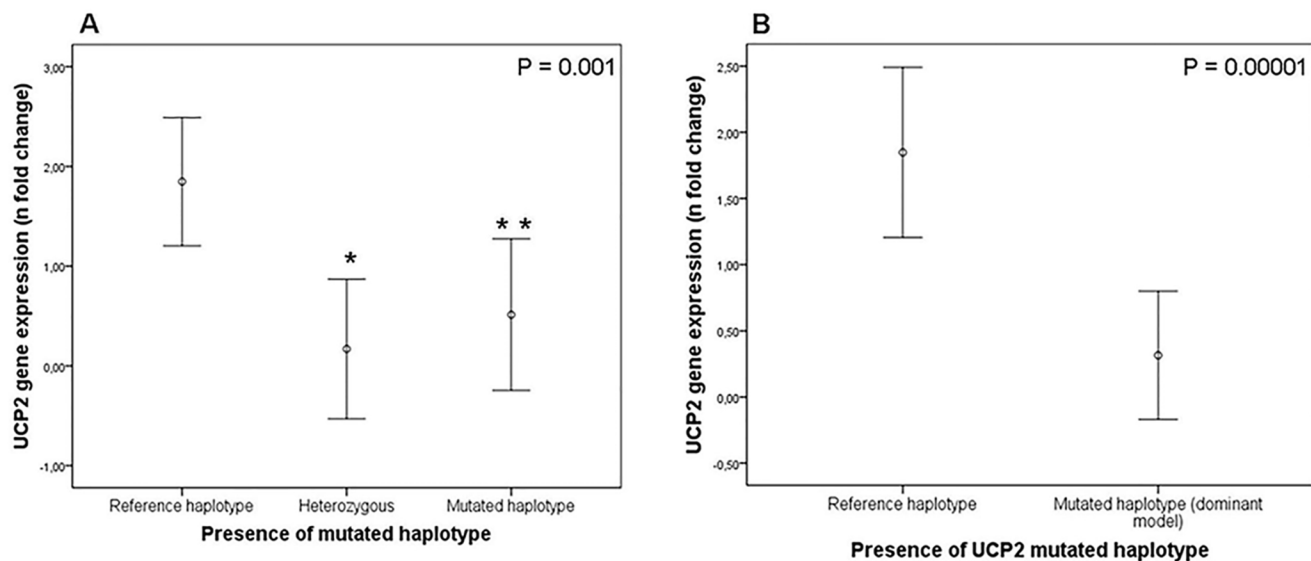 A
P = 0.001
UCP2 gene expression (n fold change)
3,00
2,00
1,00
0,00
-1,00
*
* *
Reference haplotype
Heterozygous
Mutated haplotype
Presence of mutated haplotype
B
P = 0.00001
UCP2 gene expression (n fold change)
2,50
2,00
1,50
1,00
0,50
0,00
-0,50
Reference haplotype
Mutated haplotype (dominant
model)
Presence of UCP2 mutated haplotype